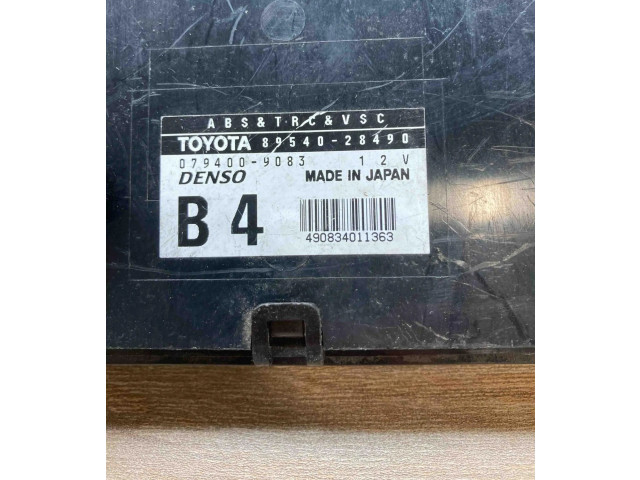 ABS&TRC&VSC
TOYOTA 89540-28490
079400-9083 12V
DENSO MADE IN JAPAN
B4
490834011363